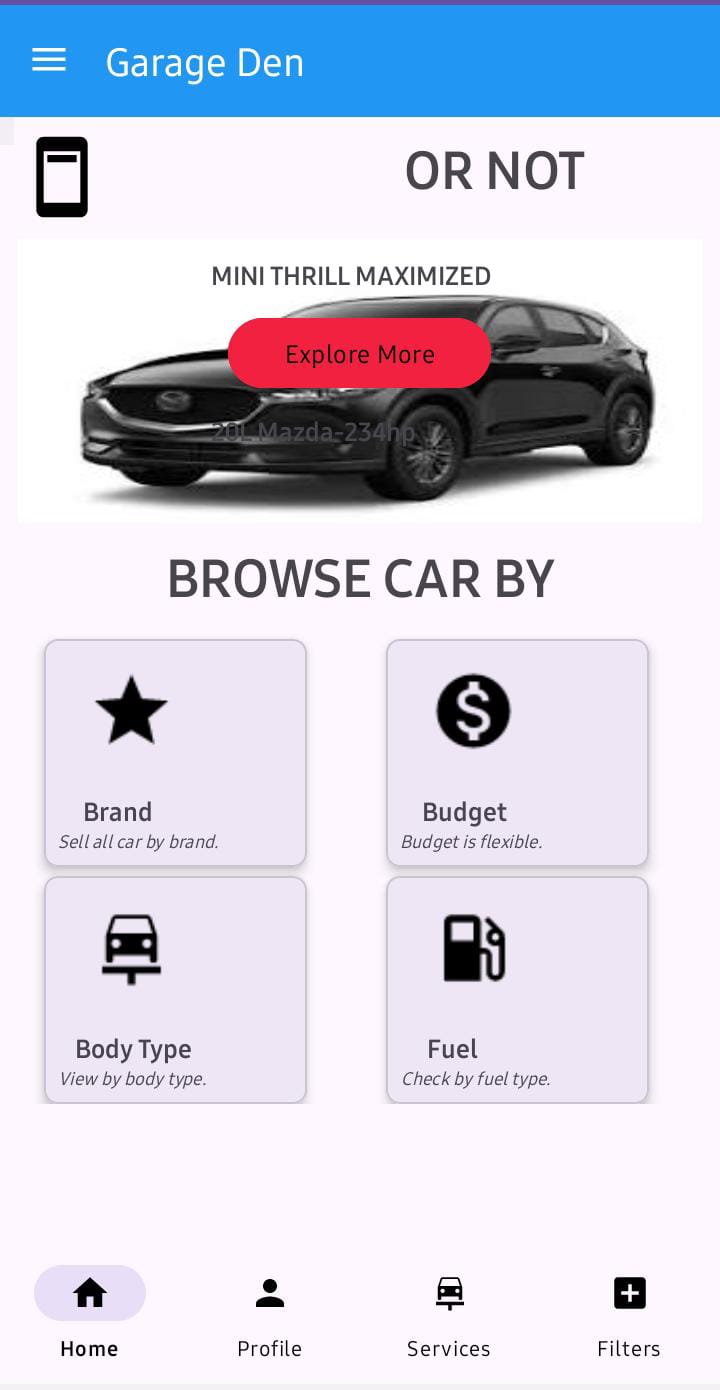 Garage Den
OR NOT
MINI THRILL MAXIMIZED
Explore More
20L Mazda-234hp
BROWSE CAR BY
Brand
Sell all car by brand.
Budget
Budget is flexible.
Body Type
View by body type.
Fuel
Check by fuel type.
Home
Profile
Services
Filters